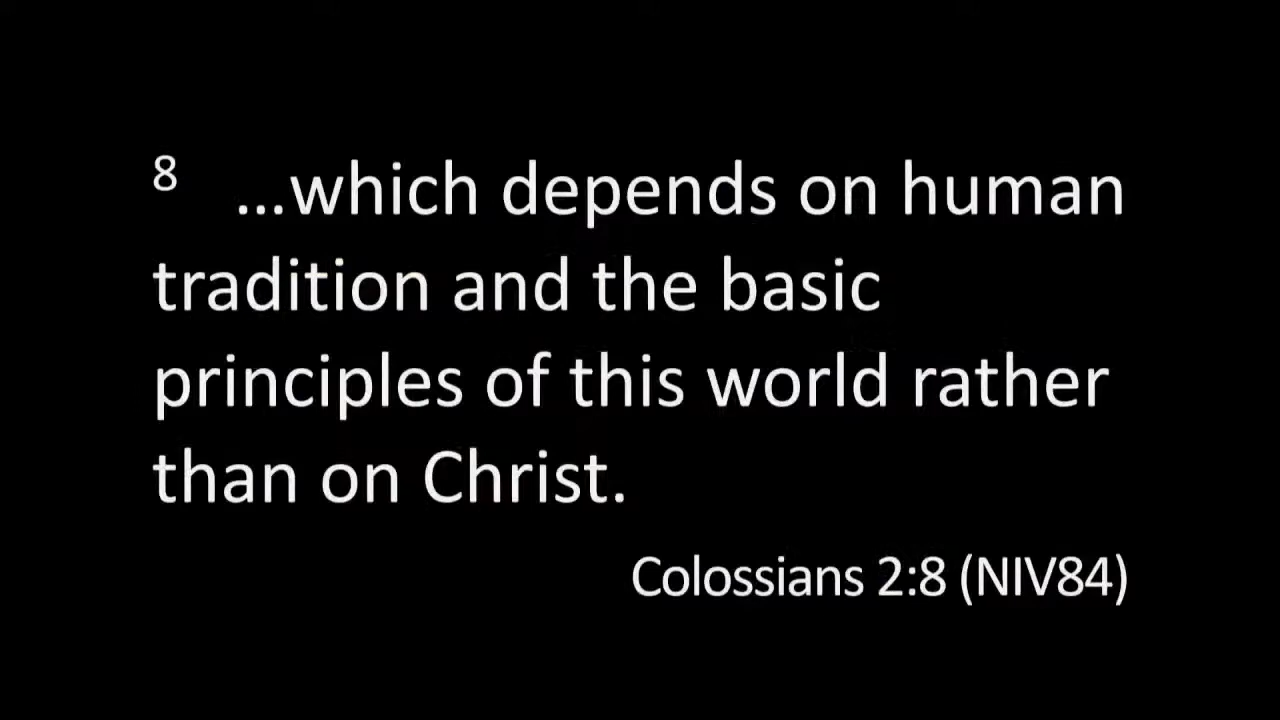 8 ...which depends on human
tradition and the basic
principles of this world rather
than on Christ.
Colossians 2:8 (NIV84)